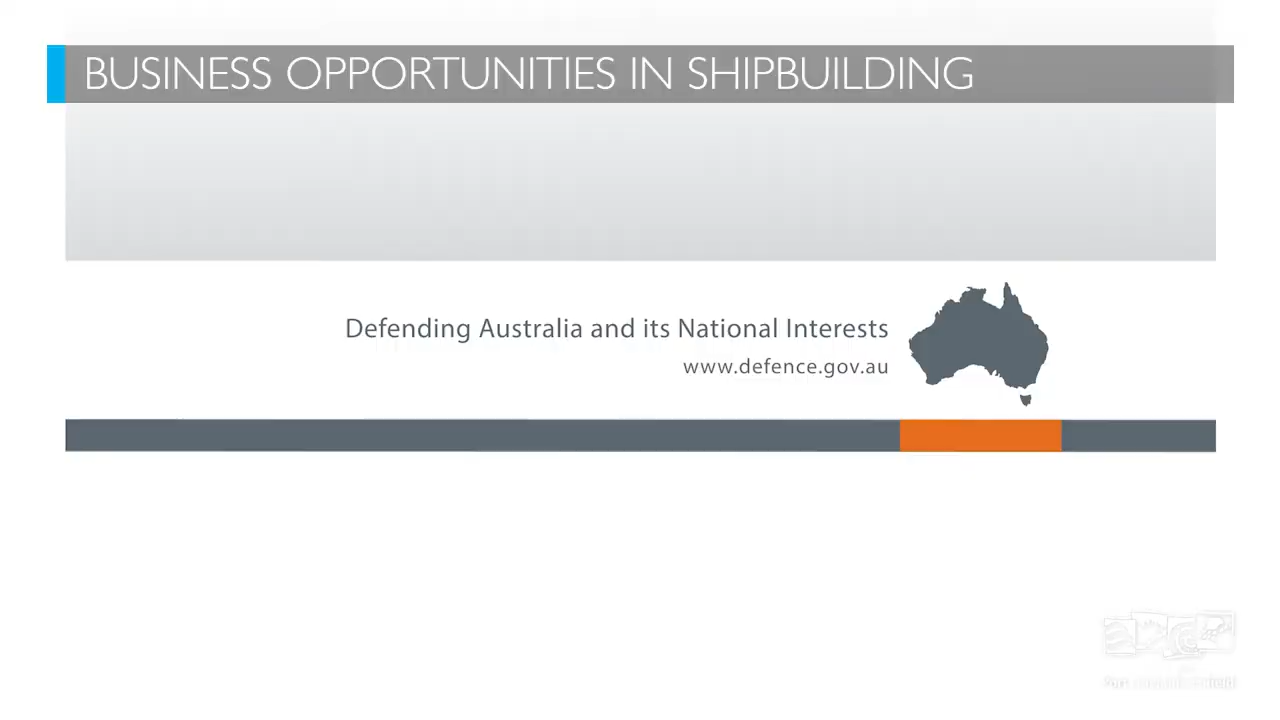 BUSINESS OPPORTUNITIES IN SHIPBUILDING
Defending Australia and its National Interests
www.defence.gov.au